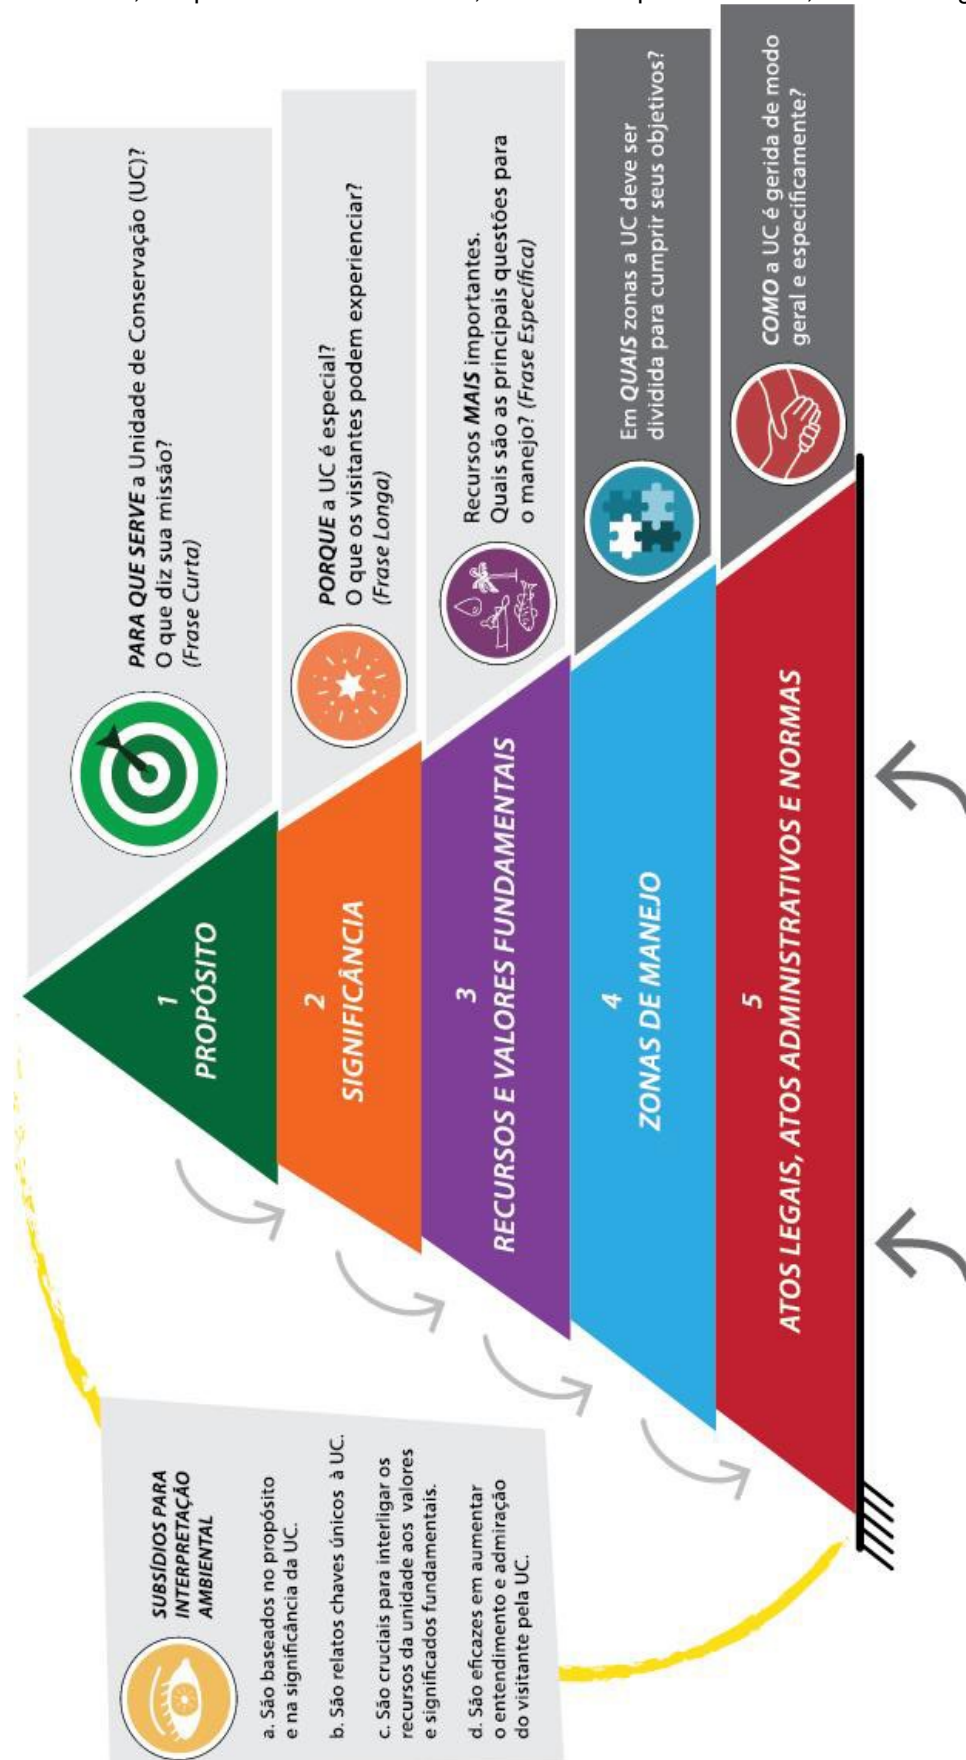 SUBSÍDIOS PARA
INTERPRETAÇÃO
AMBIENTAL
a. São baseados no propósito
e na significância da UC.
b. São relatos chaves únicos à UC.
c. São cruciais para interligar os
recursos da unidade aos valores
e significados fundamentais.
d. São eficazes em aumentar
o entendimento e admiração
do visitante pela UC.
1
PROPÓSITO
PARA QUE SERVE a Unidade de Conservação (UC)?
O que diz sua missão?
(Frase Curta)
2
SIGNIFICÂNCIA
PORQUE a UC é especial?
O que os visitantes podem experienciar?
(Frase Longa)
3
RECURSOS E VALORES FUNDAMENTAIS
Recursos MAIS importantes.
Quais são as principais questões para
o manejo? (Frase Específica)
4
ZONAS DE MANEJO
Em QUAIS zonas a UC deve ser
dividida para cumprir seus objetivos?
5
ATOS LEGAIS, ATOS ADMINISTRATIVOS E NORMAS
COMO a UC é gerida de modo
geral e especificamente?